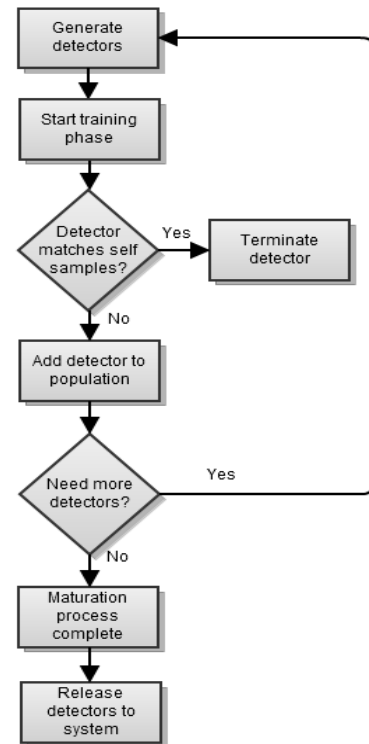 Generate
detectors
Start training
phase
Detector
matches self
samples?
Yes
Terminate
detector
No
Add detector to
population
Need more
detectors?
Yes
No
Maturation
process
complete
Release
detectors to
system